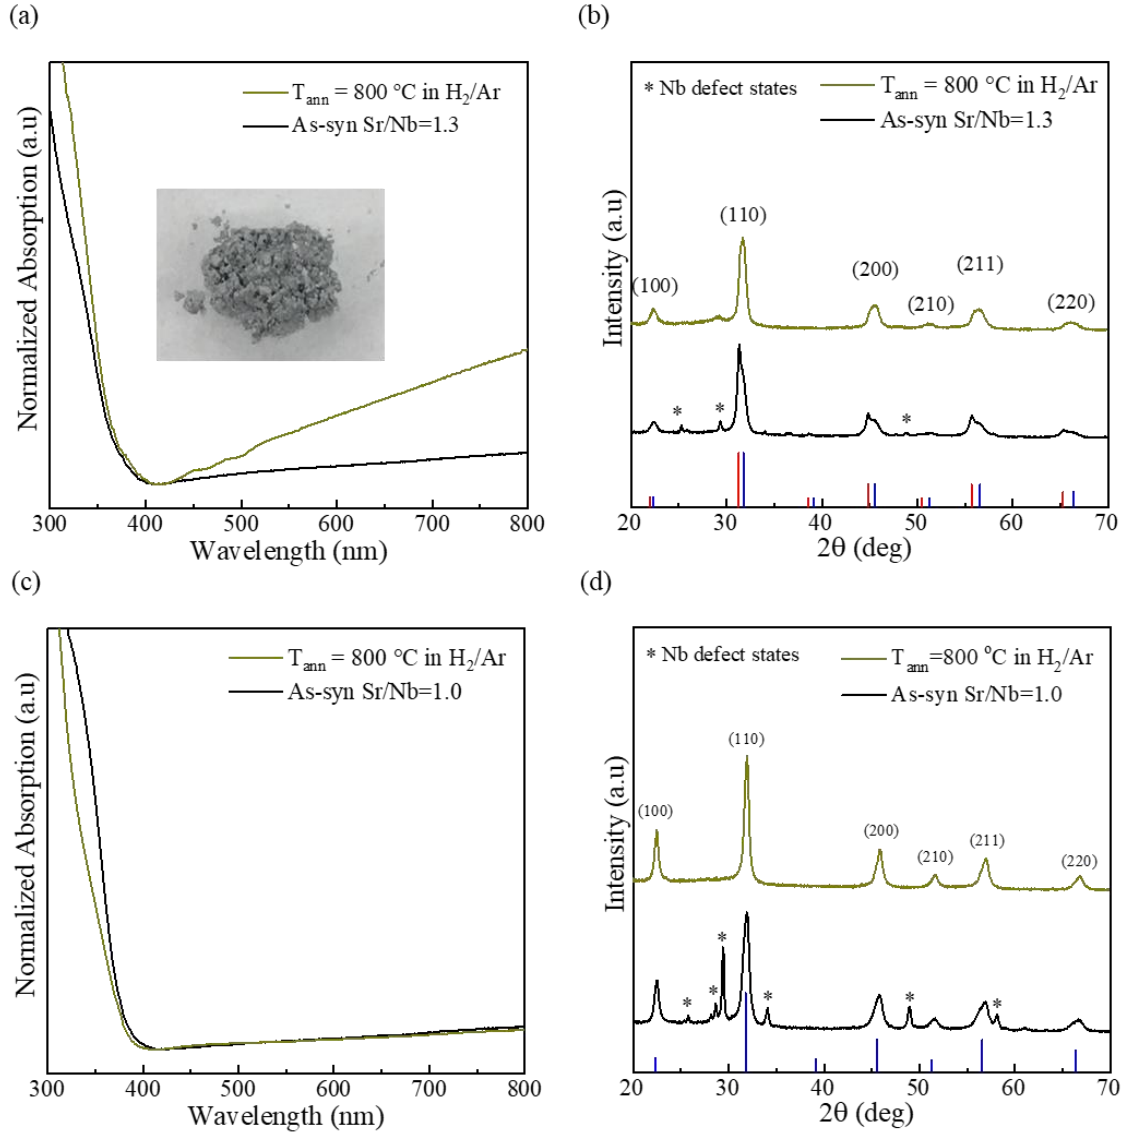 (a)
Normalized Absorption (a.u)
T_ann = 800 °C in H₂/Ar
As-syn Sr/Nb=1.3
300 400 500 600 700 800
Wavelength (nm)
(b)
Intensity (a.u)
* Nb defect states
T_ann = 800 °C in H₂/Ar
As-syn Sr/Nb=1.3
(100)
(110)
(200)
(210)
(211)
(220)
* * *
20 30 40 50 60 70
2θ (deg)
(c)
Normalized Absorption (a.u)
T_ann = 800 °C in H₂/Ar
As-syn Sr/Nb=1.0
300 400 500 600 700 800
Wavelength (nm)
(d)
Intensity (a.u)
* Nb defect states
T_ann=800 °C in H₂/Ar
As-syn Sr/Nb=1.0
(100)
(110)
(200)
(210)
(211)
(220)
* * * * * *
20 30 40 50 60 70
2θ (deg)